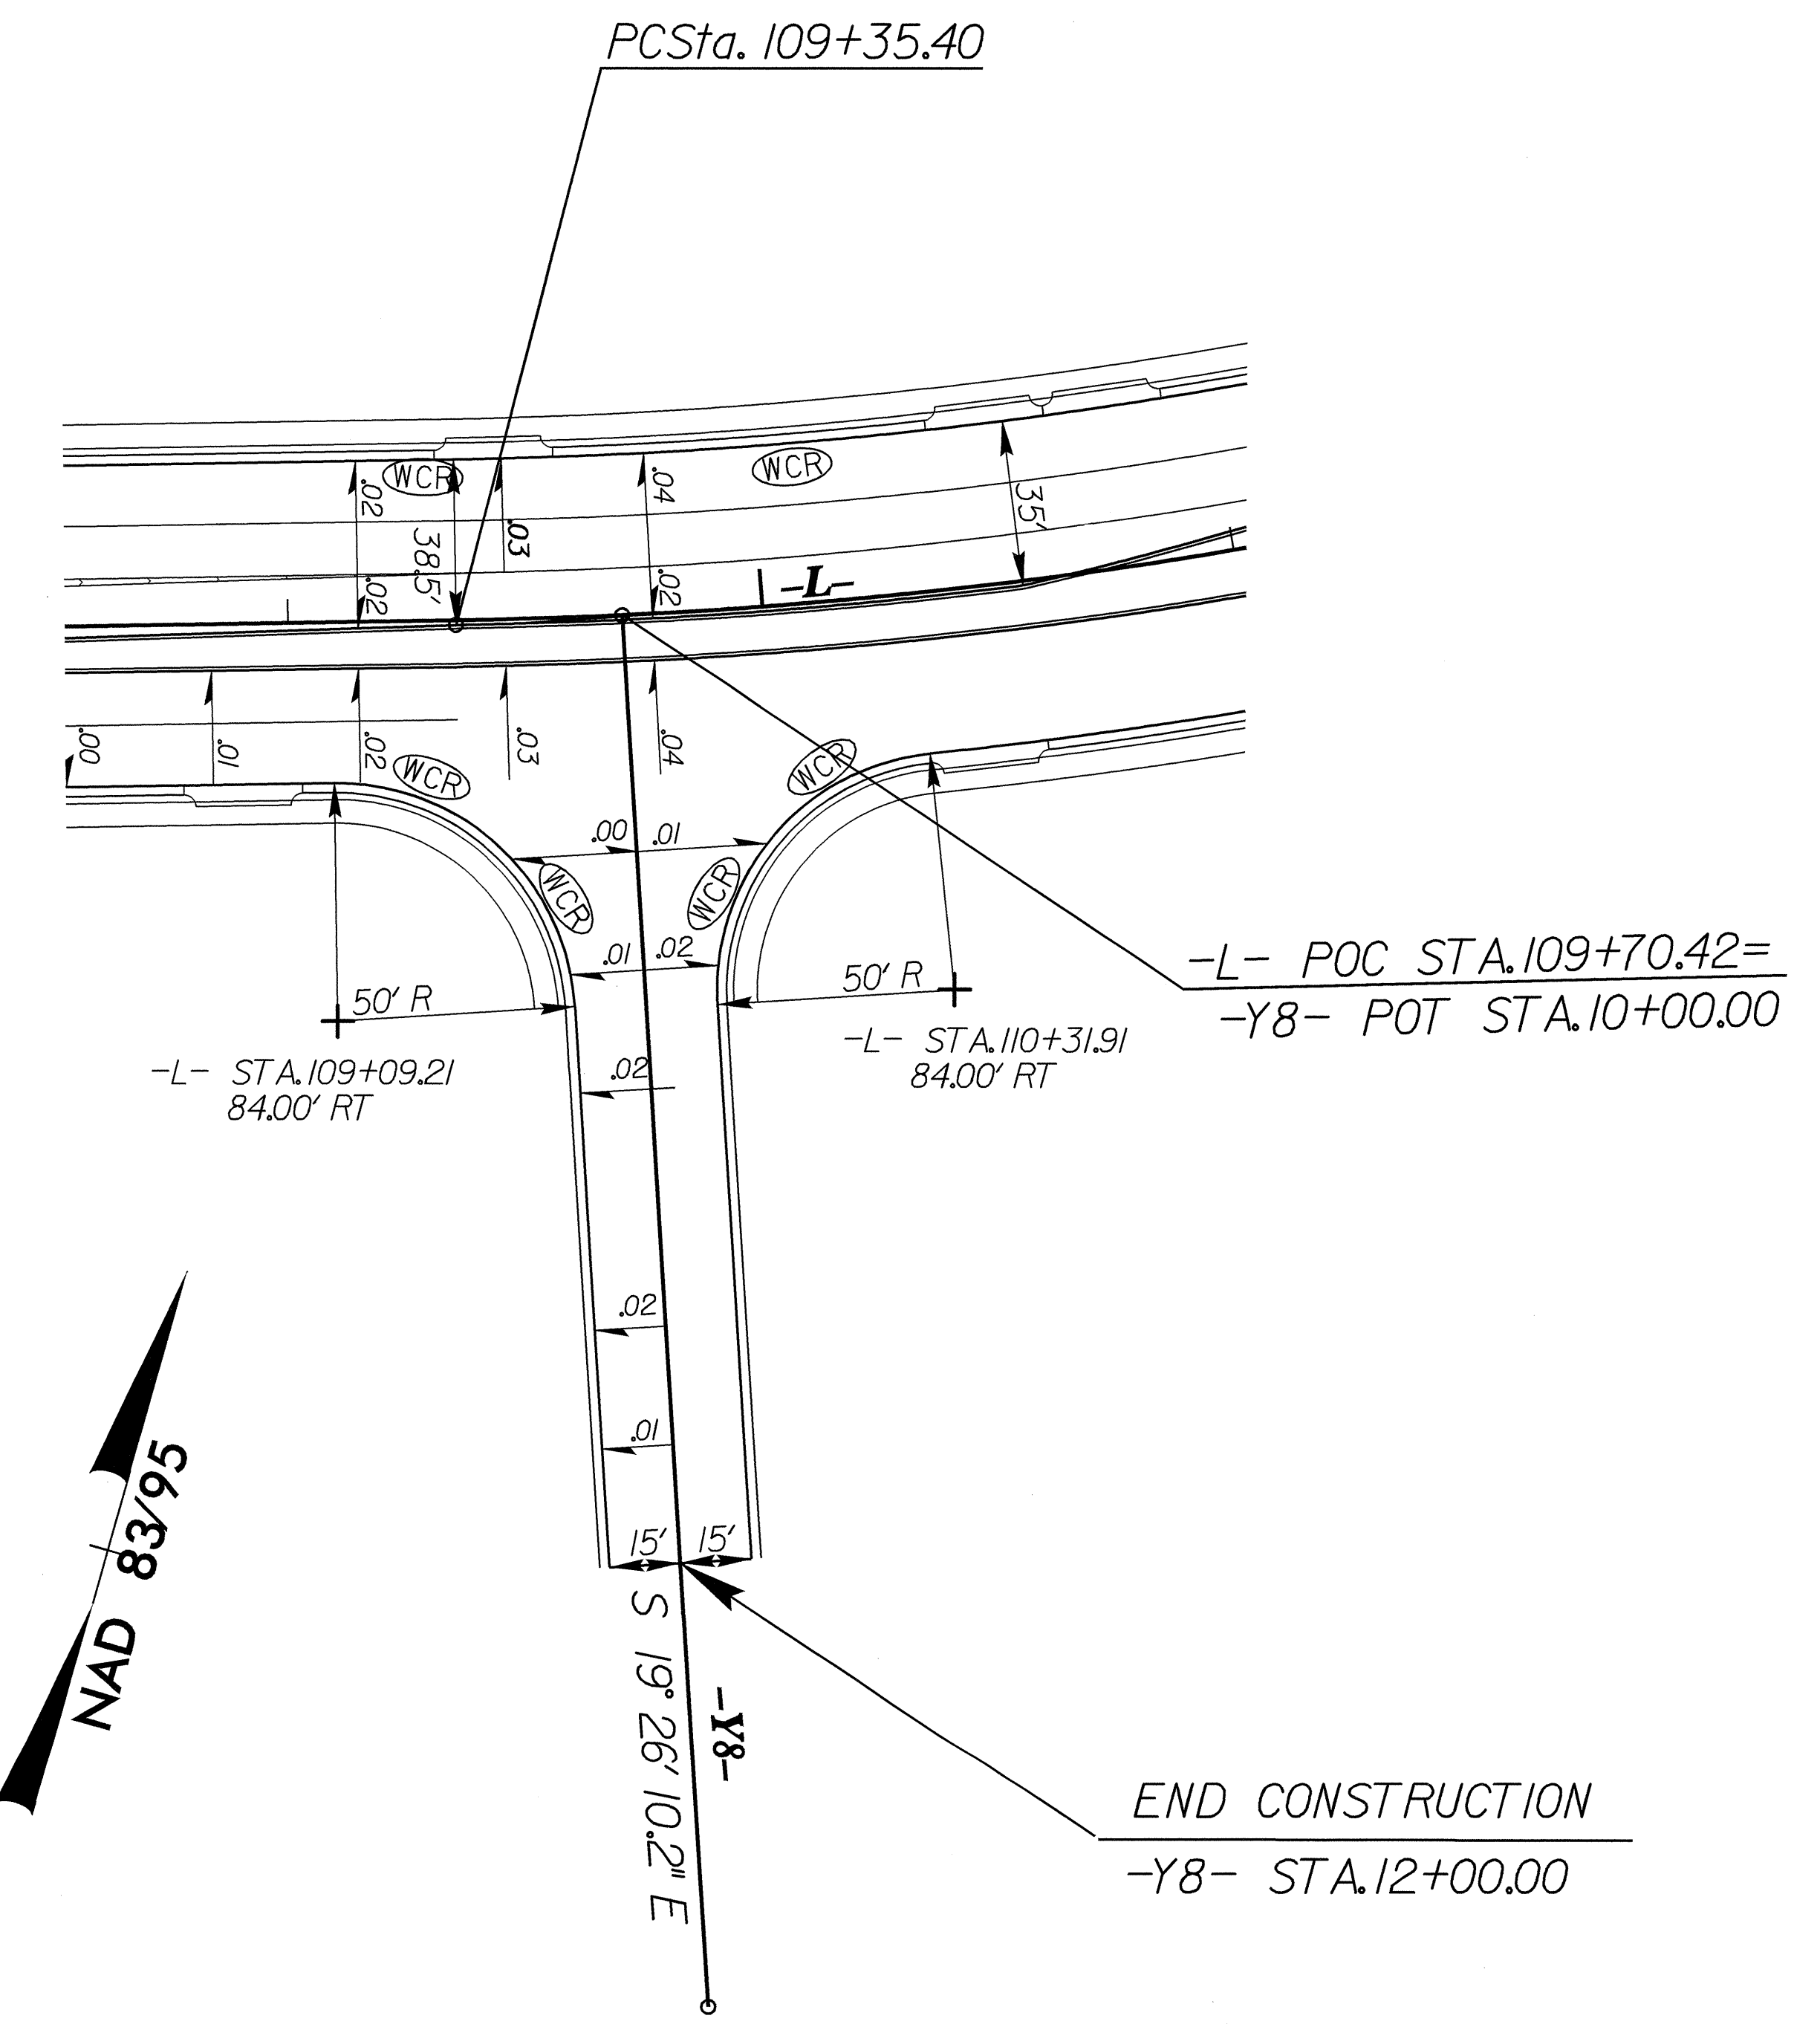 PCSta. 109+35.40
WCR
WCR
.02
.04
35'
38.5'
.03
.02
.02
-L-
.00
.01
.02
.03
.04
WCR
WCR
.00 .01
WCR
WCR
.01 .02
50' R
50' R
-L- POC STA.109+70.42=
-Y8- POT STA.10+00.00
-L- STA.109+09.21
84.00' RT
-L- STA.110+31.91
84.00' RT
.02
.02
.01
15' 15'
NAD 83/95
S 19° 26' 10.2" E
-Y8-
END CONSTRUCTION
-Y8- STA.12+00.00